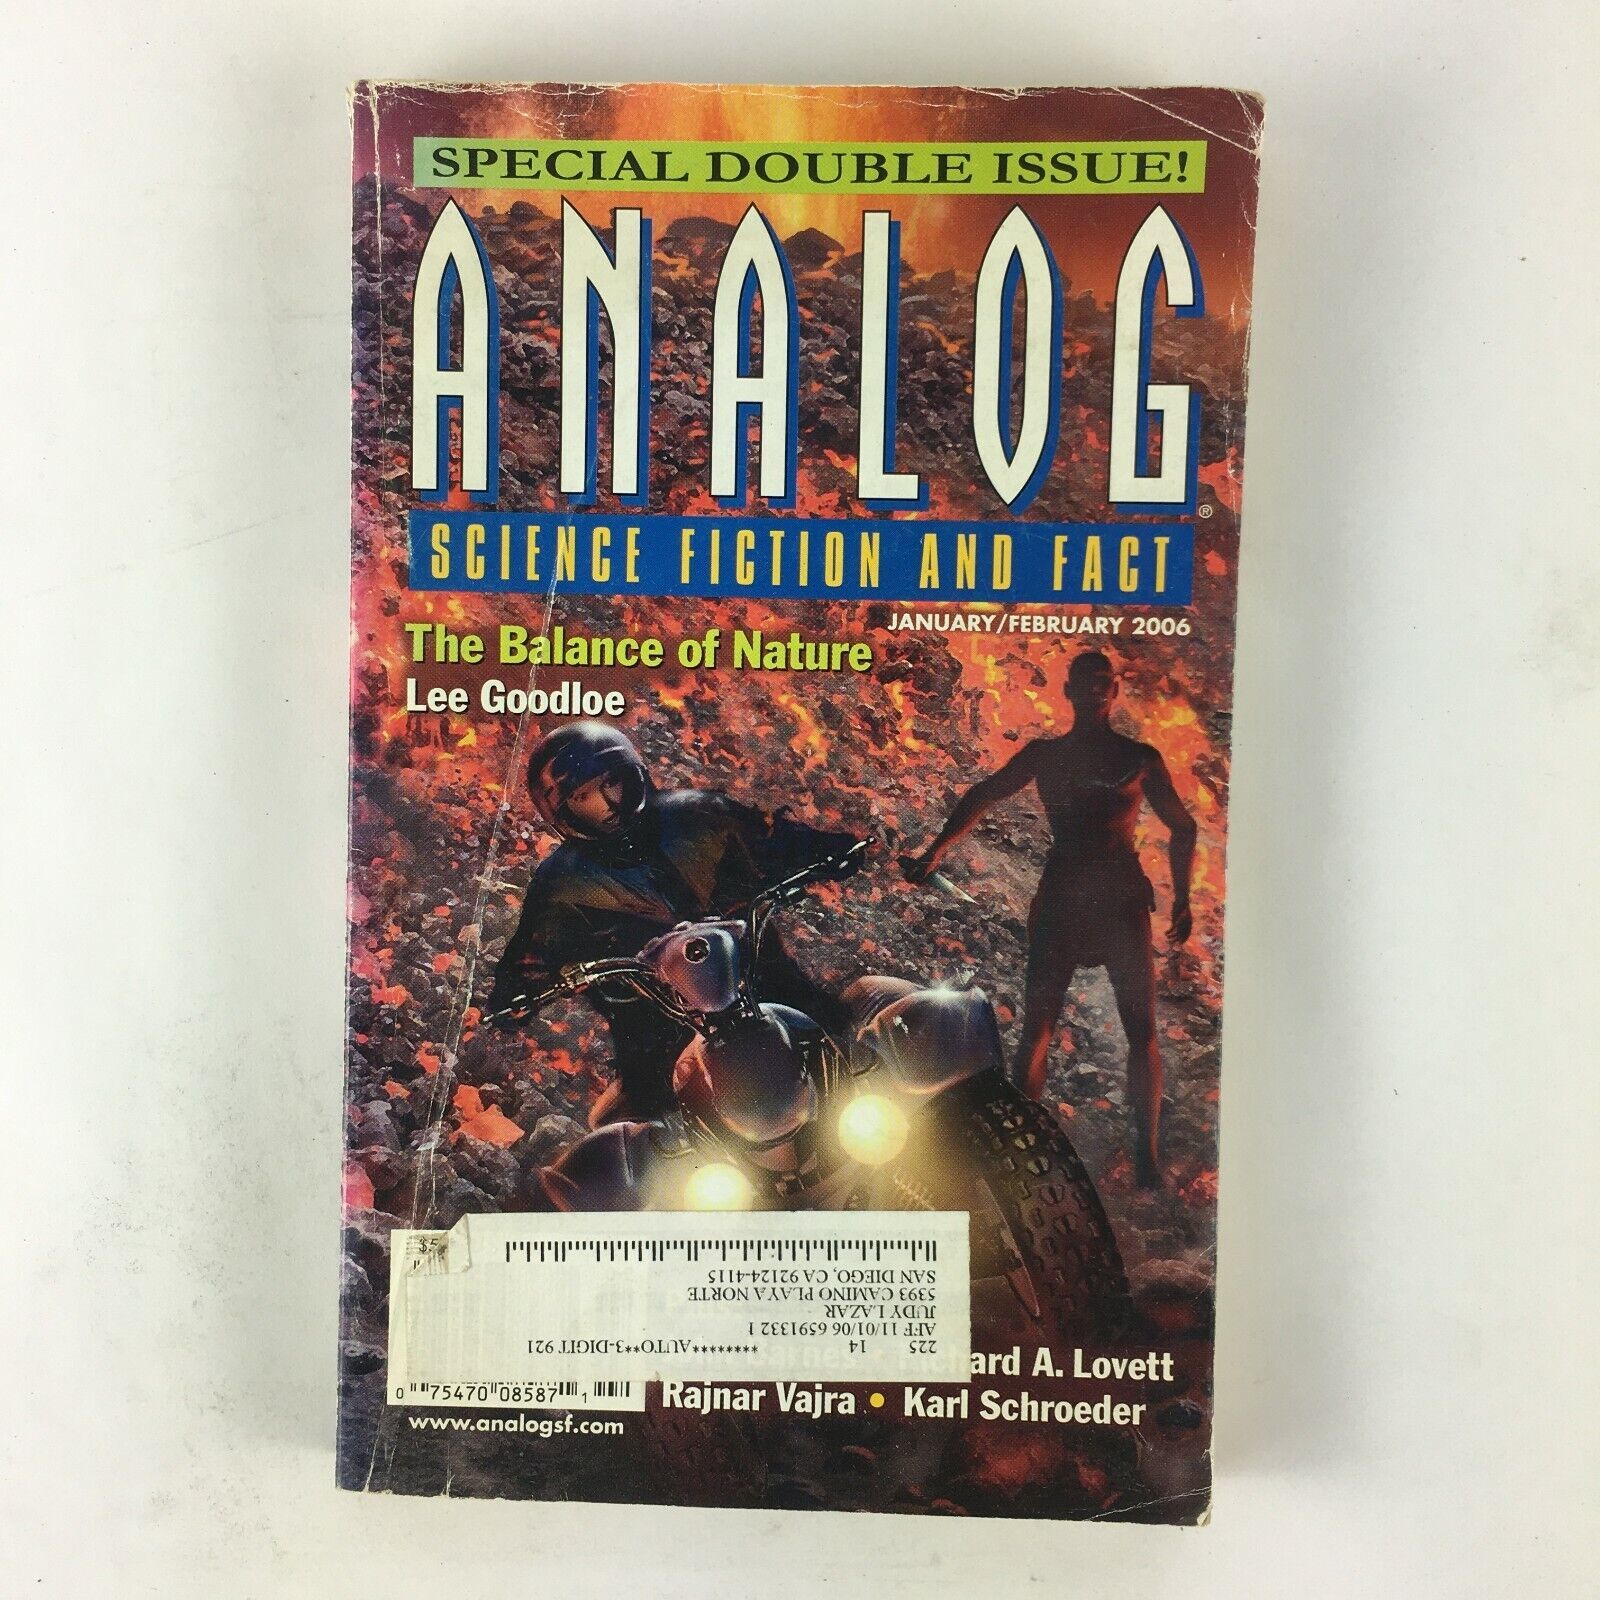 SPECIAL DOUBLE ISSUE!
ANALOG®
SCIENCE FICTION AND FACT
JANUARY/FEBRUARY 2006
The Balance of Nature
Lee Goodloe
$5
225 14 ********AUTO**3-DIGIT 921
AFF 11/01/06 6591332 1
JUDY LAZAR
5393 CAMINO PLAYA NORTE
SAN DIEGO, CA 92124-4115
A. Lovett
Rajnar Vajra • Karl Schroeder
0 75470 08587 1
www.analogsf.com